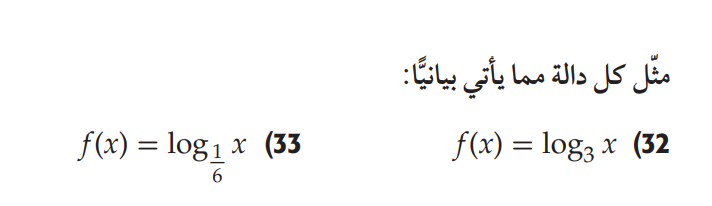 مثّل كل دالة مما يأتي بيانيًّا:
32) f(x) = log₃ x 33) f(x) = log_{1/6} x